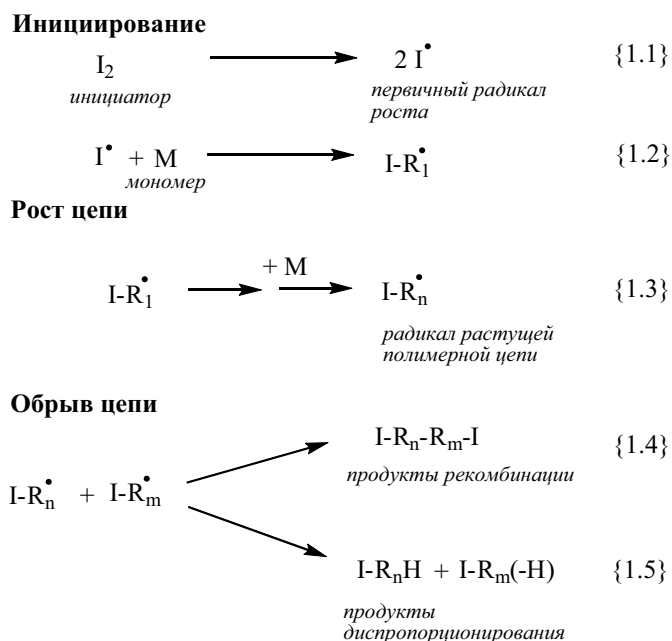 Инициирование
I₂ 2 I• {1.1}
инициатор первичный радикал
роста
I• + M I-R₁• {1.2}
мономер
Рост цепи
+ M
I-R₁• I-Rₙ• {1.3}
радикал растущей
полимерной цепи
Обрыв цепи
I-Rₙ-Rₘ-I {1.4}
продукты рекомбинации
I-Rₙ• + I-Rₘ•
I-RₙH + I-Rₘ(-H) {1.5}
продукты
диспропорционирования